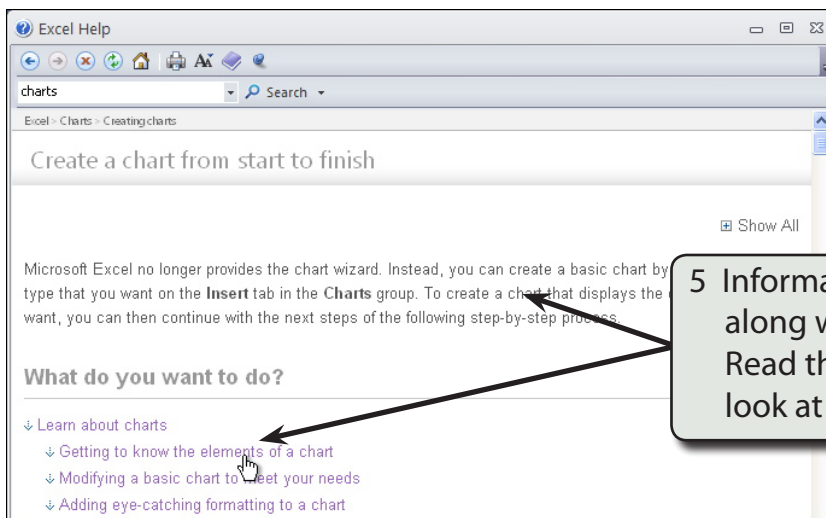 Excel Help
charts Search
Excel > Charts > Creating charts
Create a chart from start to finish
Show All
Microsoft Excel no longer provides the chart wizard. Instead, you can create a basic chart by
type that you want on the Insert tab in the Charts group. To create a chart that displays the
want, you can then continue with the next steps of the following step-by-step process.
5 Informa
along w
Read th
look at
What do you want to do?
Learn about charts
Getting to know the elements of a chart
Modifying a basic chart to meet your needs
Adding eye-catching formatting to a chart